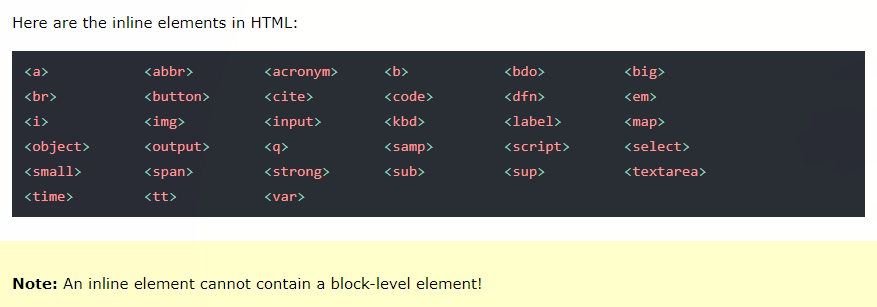 Here are the inline elements in HTML:
<a> <abbr> <acronym> <b> <bdo> <big>
<br> <button> <cite> <code> <dfn> <em>
<i> <img> <input> <kbd> <label> <map>
<object> <output> <q> <samp> <script> <select>
<small> <span> <strong> <sub> <sup> <textarea>
<time> <tt> <var>
Note: An inline element cannot contain a block-level element!